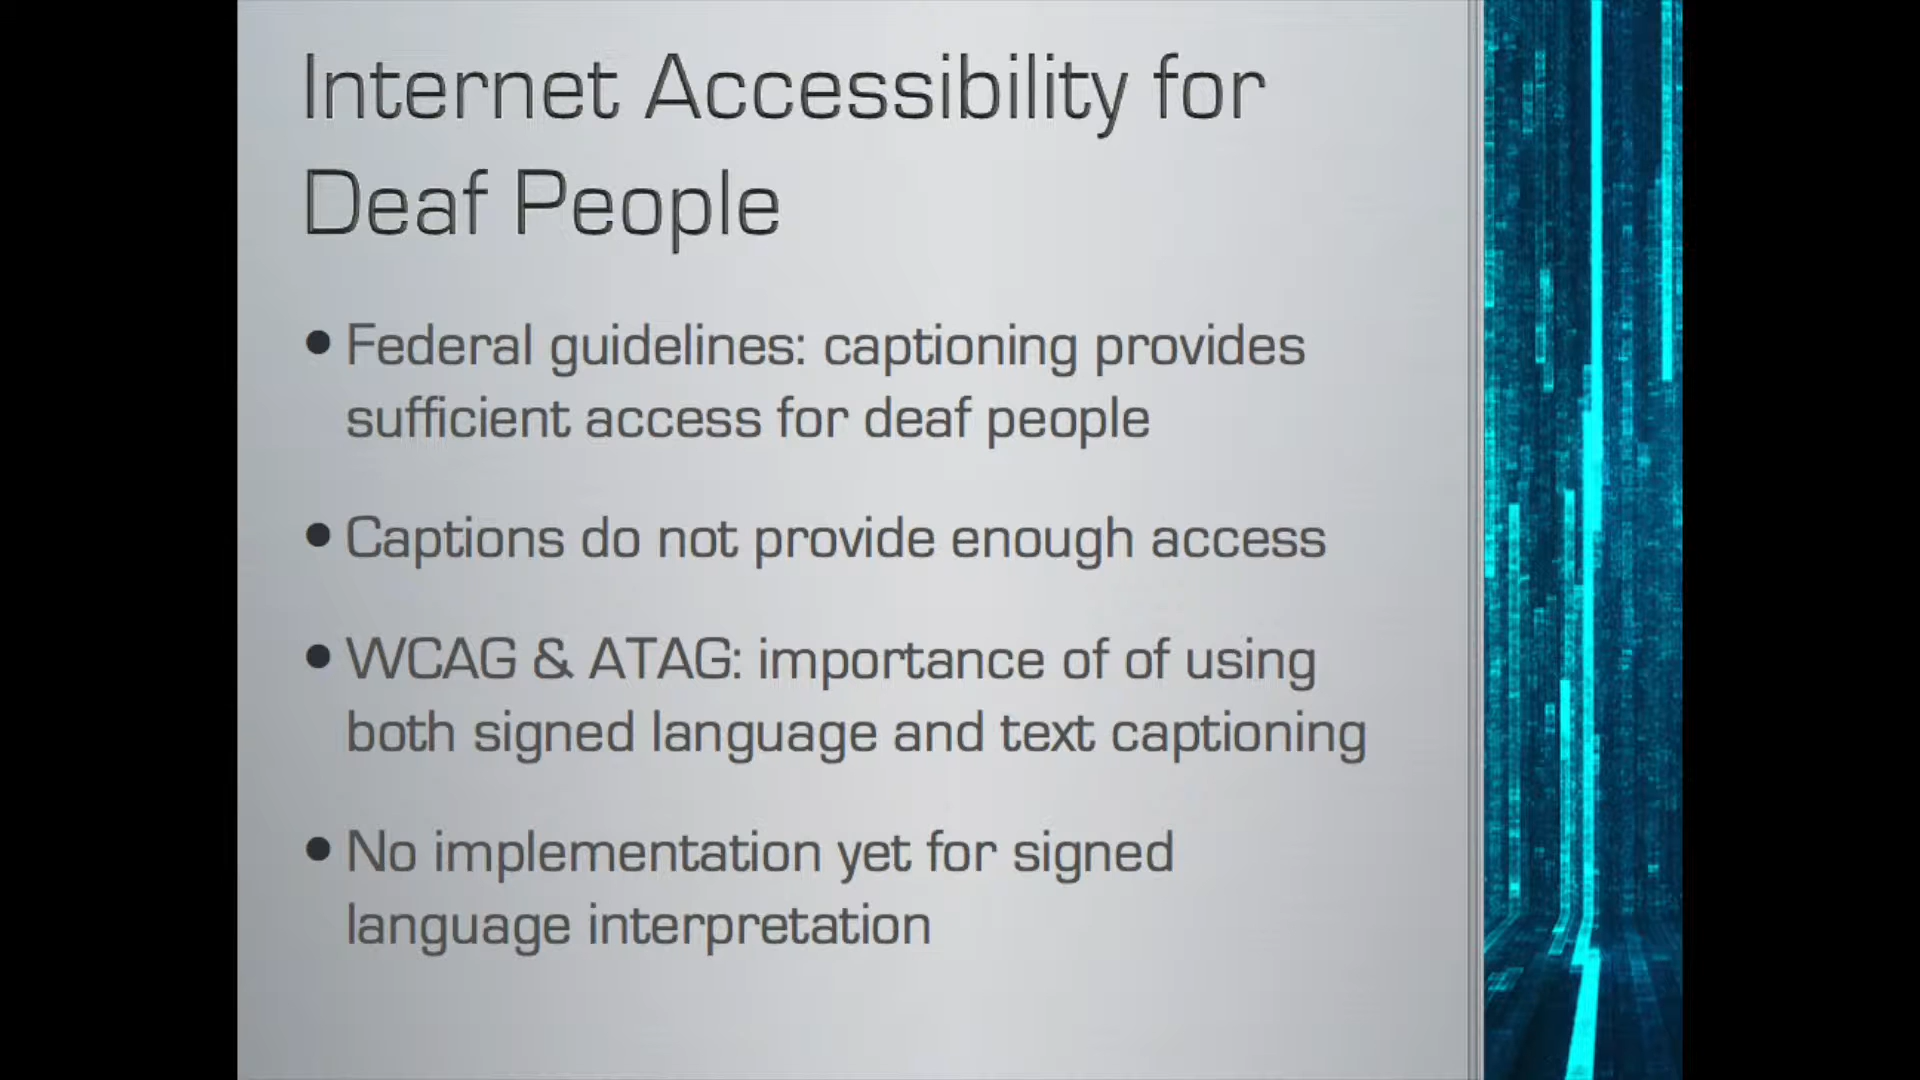 Internet Accessibility for
Deaf People
• Federal guidelines: captioning provides
sufficient access for deaf people
• Captions do not provide enough access
• WCAG & ATAG: importance of of using
both signed language and text captioning
• No implementation yet for signed
language interpretation